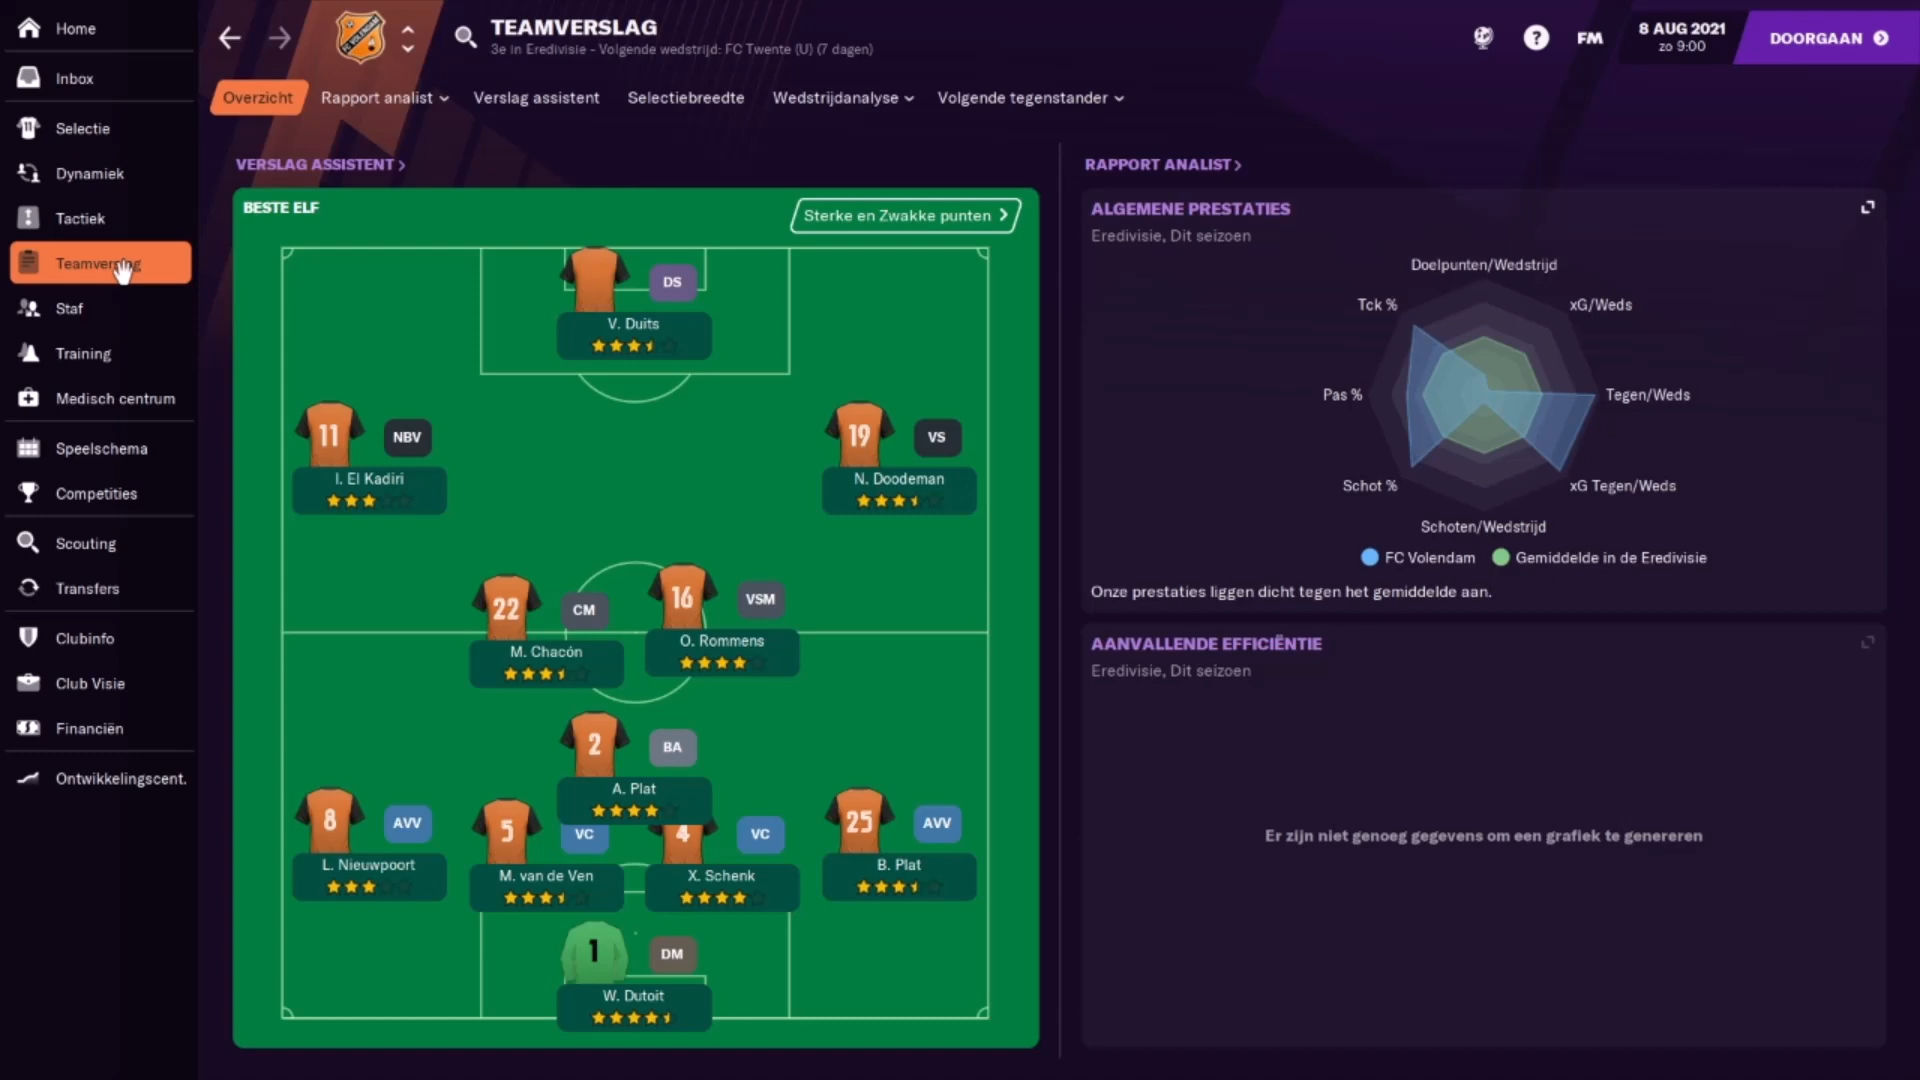 Home
Inbox
Selectie
Dynamiek
Tactiek
Teamverslag
Staf
Training
Medisch centrum
Speelschema
Competities
Scouting
Transfers
Clubinfo
Club Visie
Financiën
Ontwikkelingscent.
FC VOLENDAM
TEAMVERSLAG
3e in Eredivisie - Volgende wedstrijd: FC Twente (U) (7 dagen)
FM
8 AUG 2021
zo 9:00
DOORGAAN
Overzicht
Rapport analist
Verslag assistent
Selectiebreedte
Wedstrijdanalyse
Volgende tegenstander
VERSLAG ASSISTENT >
BESTE ELF
Sterke en Zwakke punten >
DS
V. Duits
11
NBV
I. El Kadiri
19
VS
N. Doodeman
22
CM
M. Chacón
16
VSM
O. Rommens
2
BA
A. Plat
8
AVV
L. Nieuwpoort
5
VC
M. van de Ven
4
VC
X. Schenk
25
AVV
B. Plat
1
DM
W. Dutoit
RAPPORT ANALIST >
ALGEMENE PRESTATIES
Eredivisie, Dit seizoen
Doelpunten/Wedstrijd
Tck %
xG/Weds
Pas %
Tegen/Weds
Schot %
xG Tegen/Weds
Schoten/Wedstrijd
FC Volendam
Gemiddelde in de Eredivisie
Onze prestaties liggen dicht tegen het gemiddelde aan.
AANVALLENDE EFFICIËNTIE
Eredivisie, Dit seizoen
Er zijn niet genoeg gegevens om een grafiek te genereren